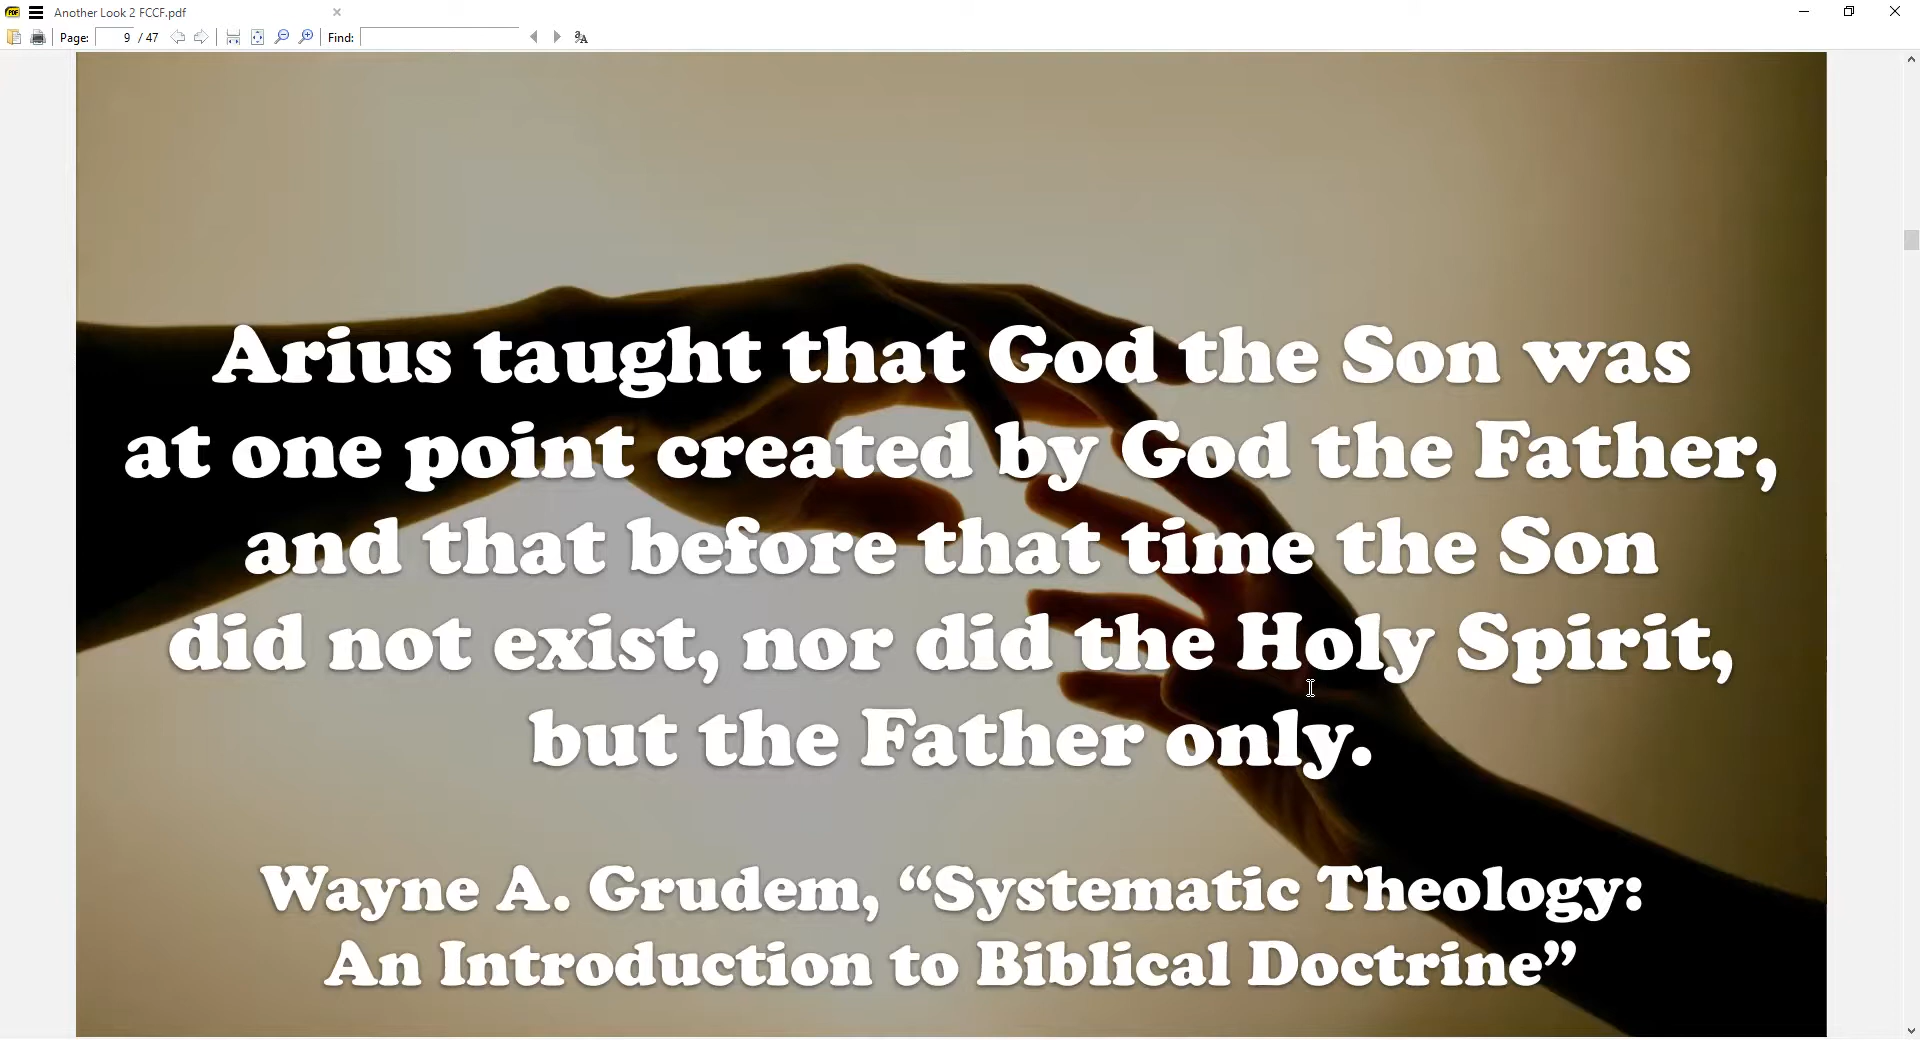 Another Look 2 FCCF.pdf
Page: 9 / 47 Find:
Arius taught that God the Son was
at one point created by God the Father,
and that before that time the Son
did not exist, nor did the Holy Spirit,
but the Father only.
Wayne A. Grudem, “Systematic Theology:
An Introduction to Biblical Doctrine”